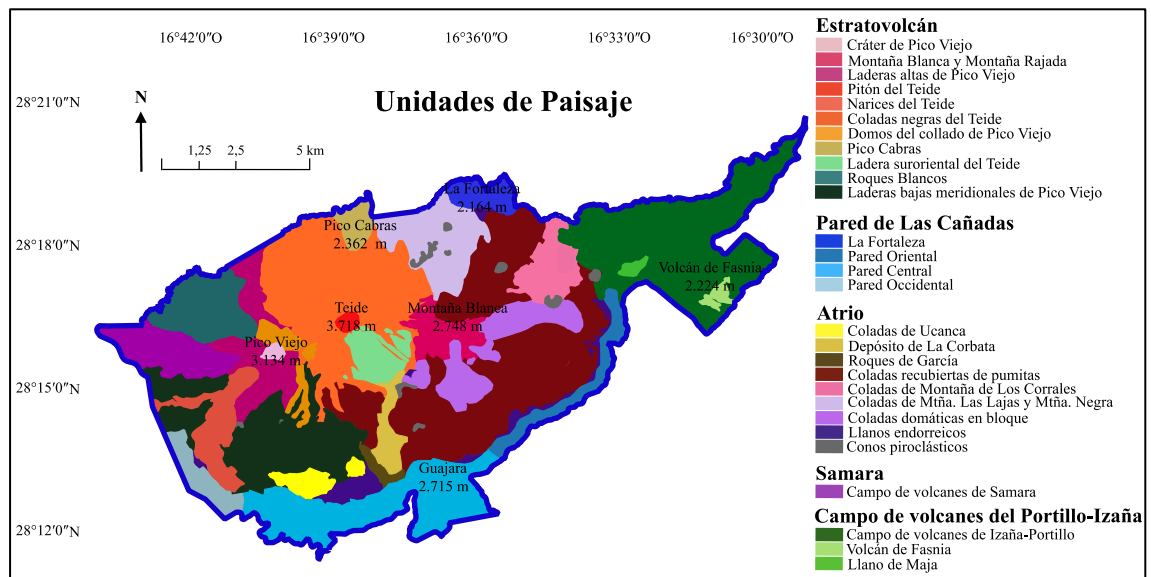 16°42'0"O
16°39'0"O
16°36'0"O
16°33'0"O
16°30'0"O
28°21'0"N
28°18'0"N
28°15'0"N
28°12'0"N
N
1,25 2,5 5 km
Unidades de Paisaje
La Fortaleza
2.164 m
Pico Cabras
2.362 m
Volcán de Fasnia
2.224 m
Teide
3.718 m
Montaña Blanca
2.748 m
Pico Viejo
3.134 m
Guajara
2.715 m
Estratovolcán
Cráter de Pico Viejo
Montaña Blanca y Montaña Rajada
Laderas altas de Pico Viejo
Pitón del Teide
Narices del Teide
Coladas negras del Teide
Domos del collado de Pico Viejo
Pico Cabras
Ladera suroriental del Teide
Roques Blancos
Laderas bajas meridionales de Pico Viejo
Pared de Las Cañadas
La Fortaleza
Pared Oriental
Pared Central
Pared Occidental
Atrio
Coladas de Ucanca
Depósito de La Corbata
Roques de García
Coladas recubiertas de pumitas
Coladas de Montaña de Los Corrales
Coladas de Mtña. Las Lajas y Mtña. Negra
Coladas domáticas en bloque
Llanos endorreicos
Conos piroclásticos
Samara
Campo de volcanes de Samara
Campo de volcanes del Portillo-Izaña
Campo de volcanes de Izaña-Portillo
Volcán de Fasnia
Llano de Maja